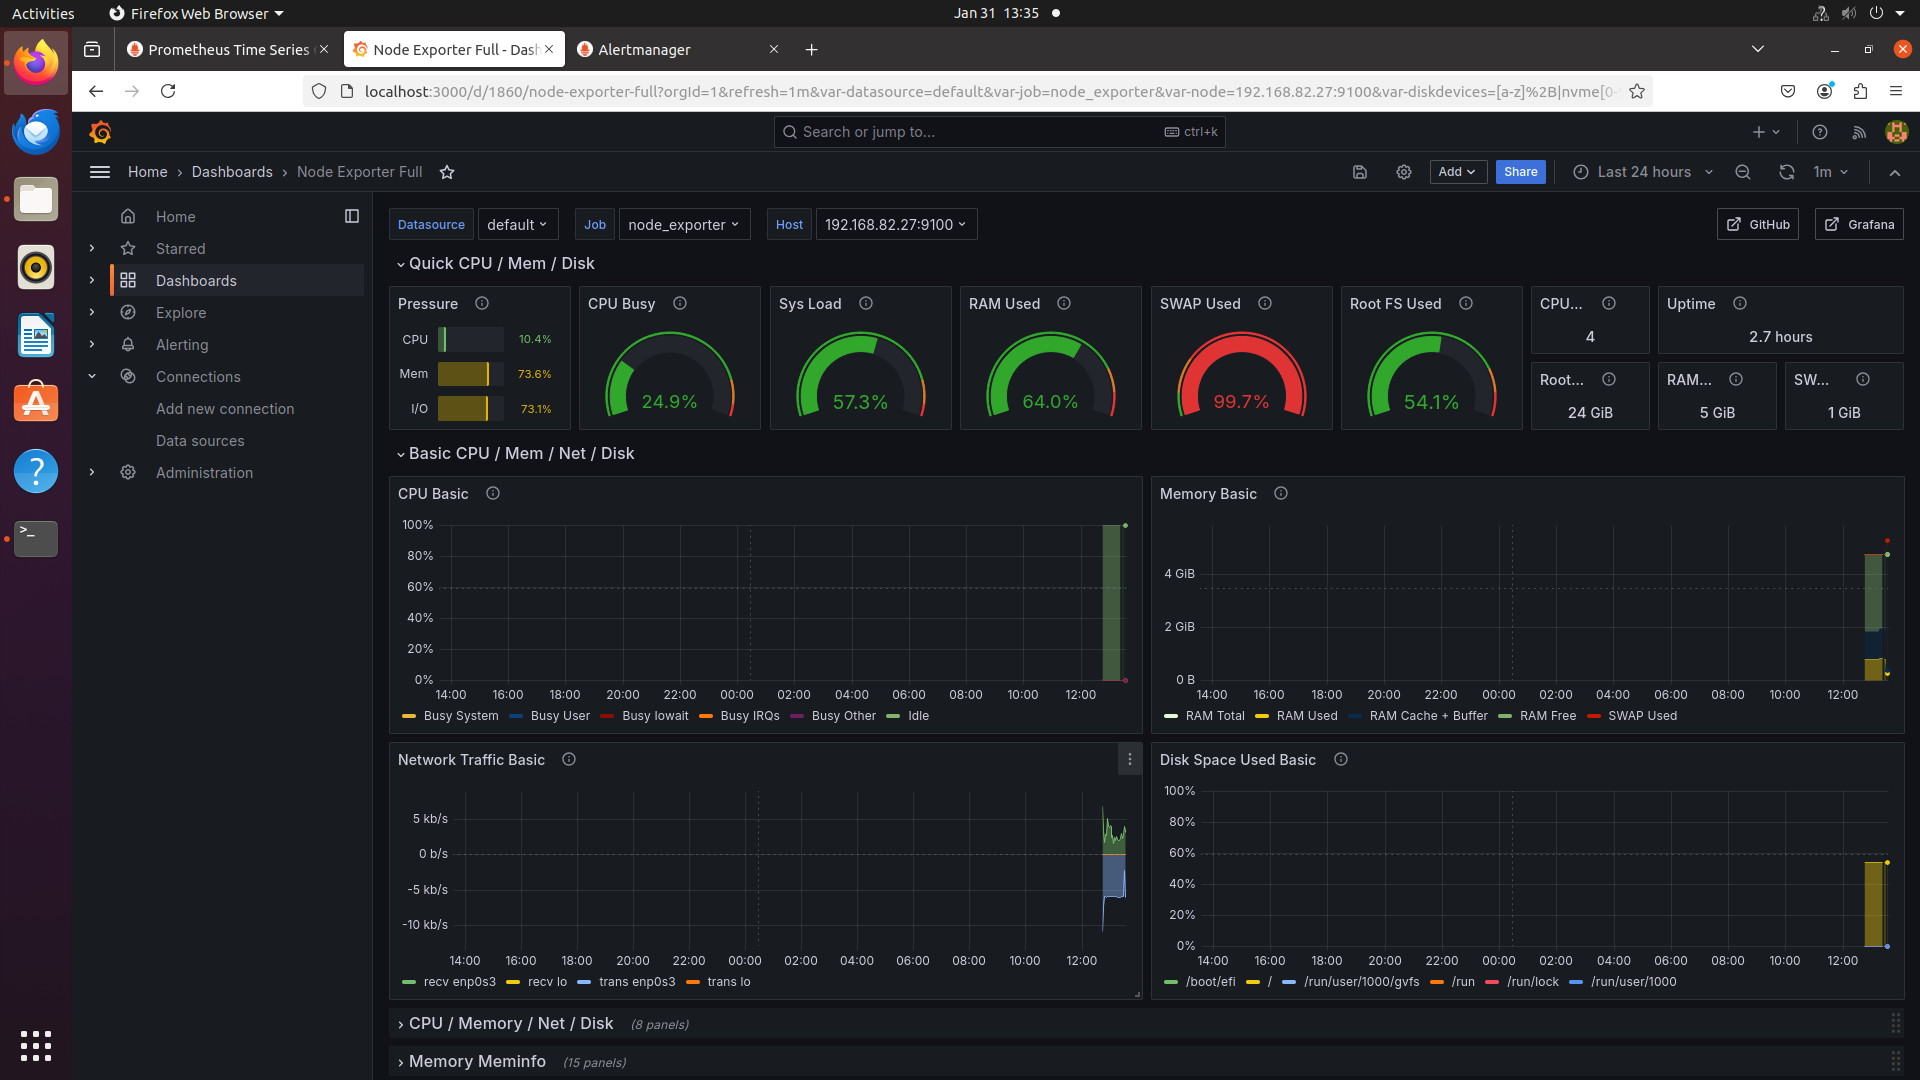 Activities
Firefox Web Browser
Jan 31 13:35
Prometheus Time Series
Node Exporter Full - Dash
Alertmanager
localhost:3000/d/1860/node-exporter-full?orgId=1&refresh=1m&var-datasource=default&var-job=node_exporter&var-node=192.168.82.27:9100&var-diskdevices=[a-z]%2B|nvme[0-
Search or jump to...
ctrl+k
Home › Dashboards › Node Exporter Full
Add
Share
Last 24 hours
1m
Home
Starred
Dashboards
Explore
Alerting
Connections
Add new connection
Data sources
Administration
Datasource default
Job node_exporter
Host 192.168.82.27:9100
GitHub
Grafana
Quick CPU / Mem / Disk
Pressure
CPU 10.4%
Mem 73.6%
I/O 73.1%
CPU Busy
24.9%
Sys Load
57.3%
RAM Used
64.0%
SWAP Used
99.7%
Root FS Used
54.1%
CPU...
4
Uptime
2.7 hours
Root...
24 GiB
RAM...
5 GiB
SW...
1 GiB
Basic CPU / Mem / Net / Disk
CPU Basic
100%
80%
60%
40%
20%
0%
14:00 16:00 18:00 20:00 22:00 00:00 02:00 04:00 06:00 08:00 10:00 12:00
Busy System Busy User Busy Iowait Busy IRQs Busy Other Idle
Memory Basic
4 GiB
2 GiB
0 B
14:00 16:00 18:00 20:00 22:00 00:00 02:00 04:00 06:00 08:00 10:00 12:00
RAM Total RAM Used RAM Cache + Buffer RAM Free SWAP Used
Network Traffic Basic
5 kb/s
0 b/s
-5 kb/s
-10 kb/s
14:00 16:00 18:00 20:00 22:00 00:00 02:00 04:00 06:00 08:00 10:00 12:00
recv enp0s3 recv lo trans enp0s3 trans lo
Disk Space Used Basic
100%
80%
60%
40%
20%
0%
14:00 16:00 18:00 20:00 22:00 00:00 02:00 04:00 06:00 08:00 10:00 12:00
/boot/efi / /run/user/1000/gvfs /run /run/lock /run/user/1000
CPU / Memory / Net / Disk (8 panels)
Memory Meminfo (15 panels)